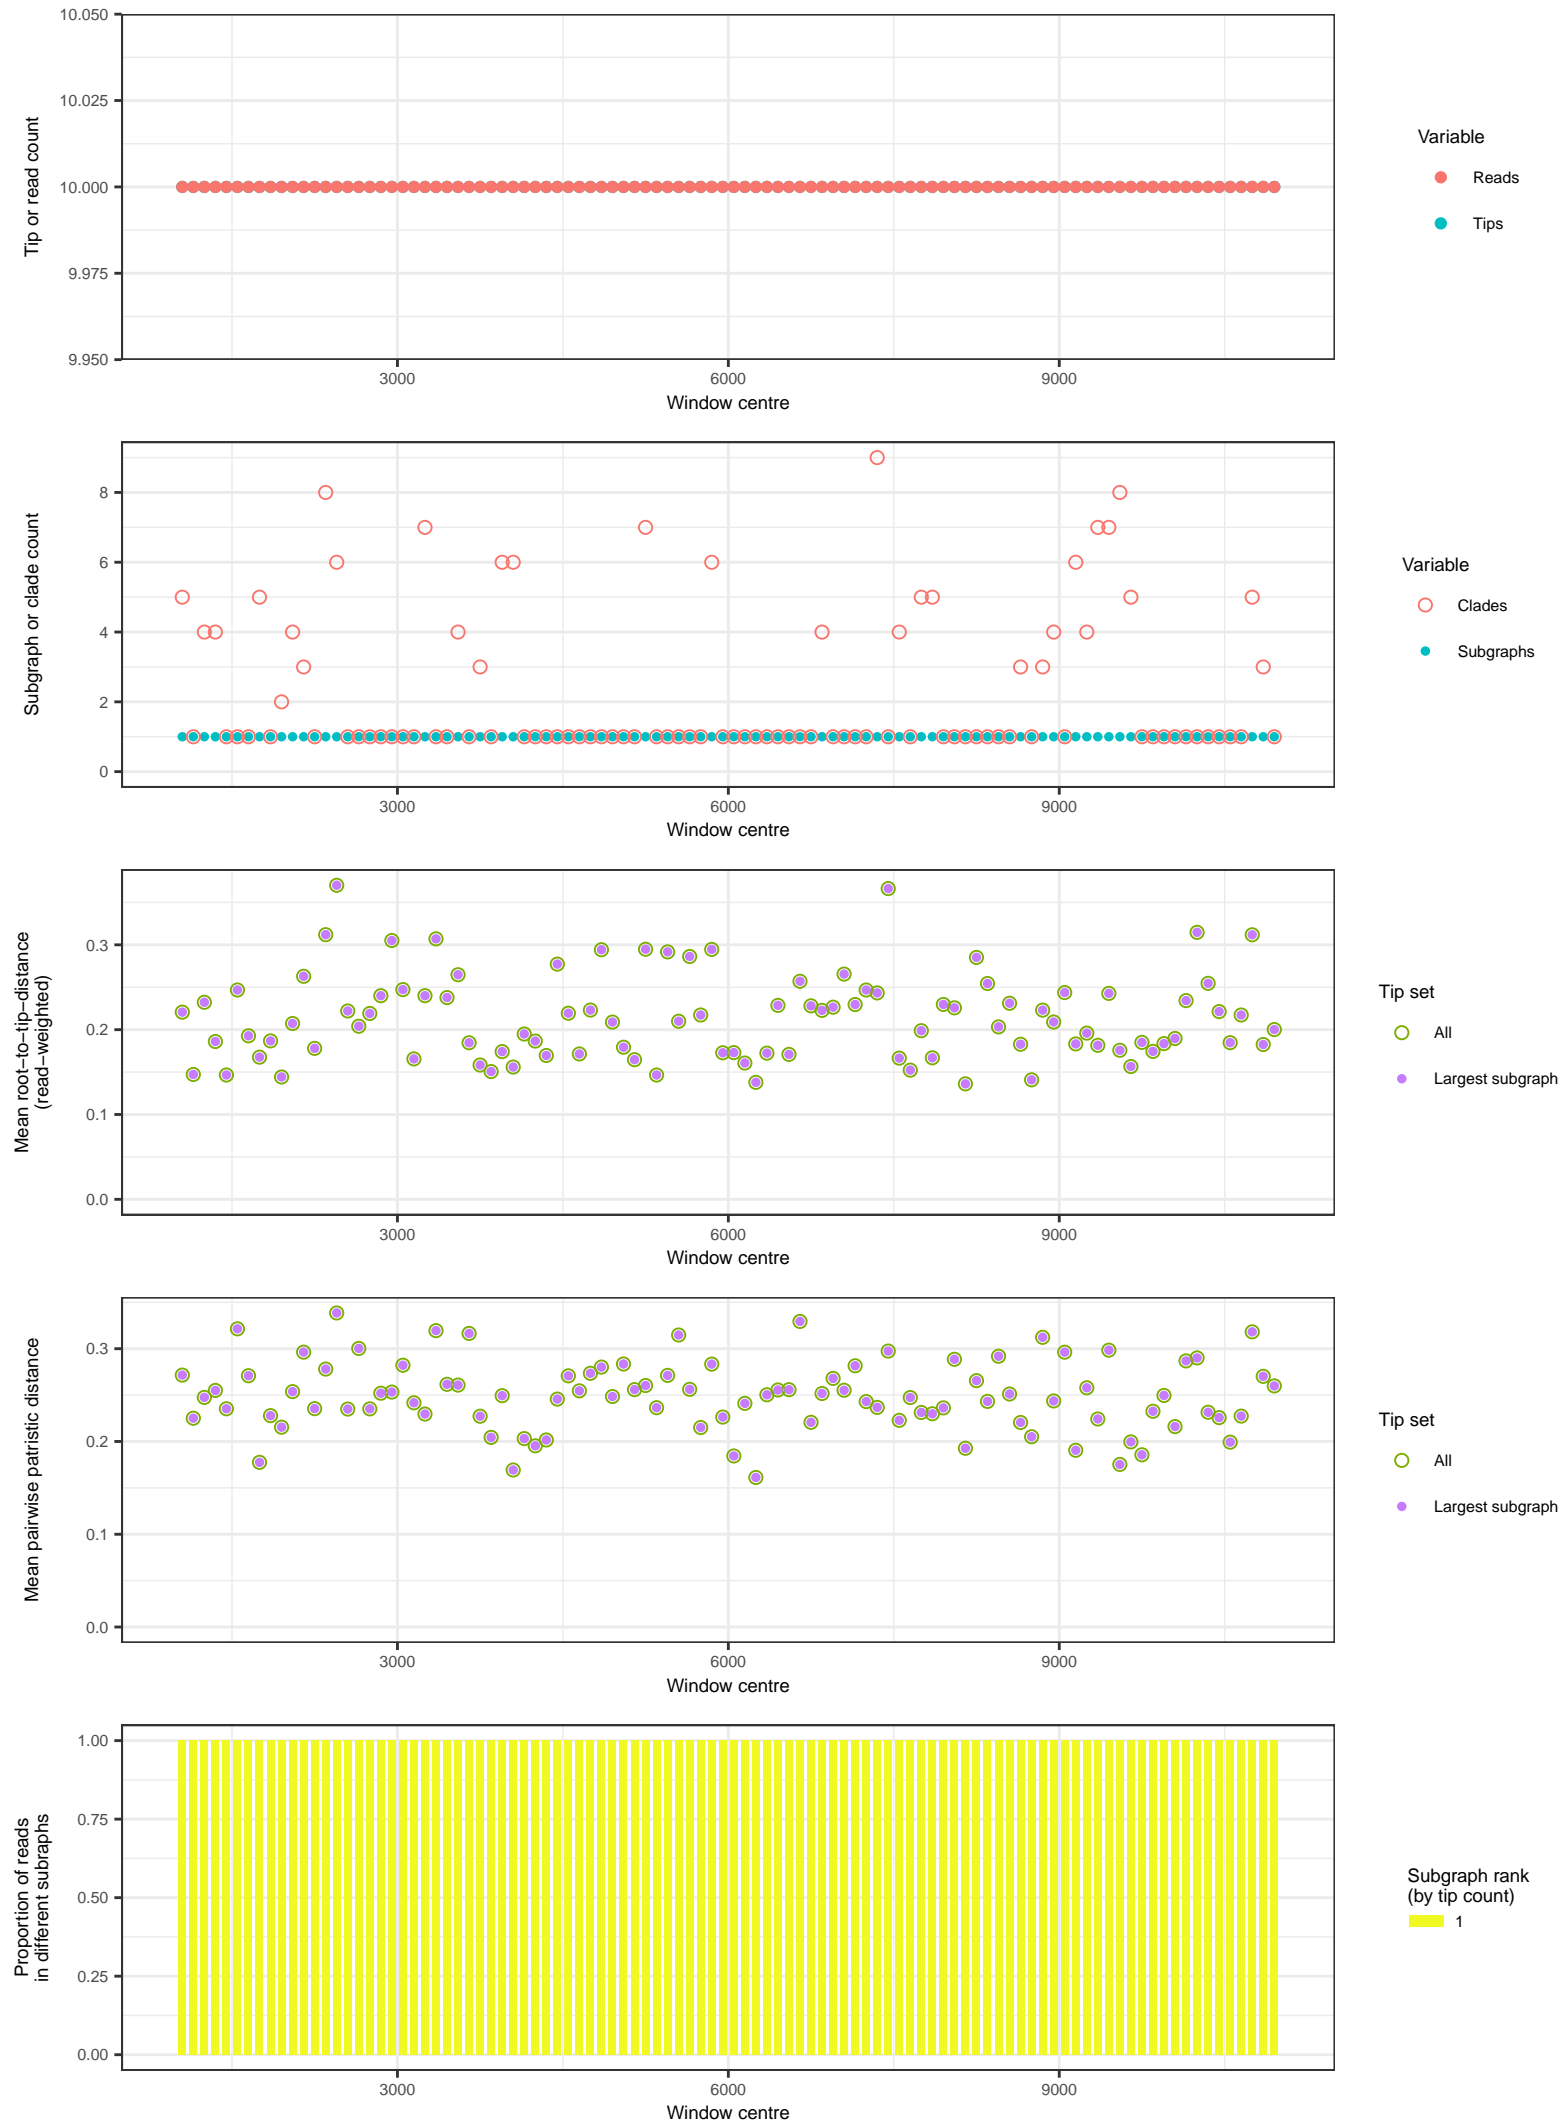 10.050
10.025
10.000
9.975
9.950
Tip or read count
3000
6000
9000
Window centre
Variable
Reads
Tips
8
6
4
2
0
Subgraph or clade count
3000
6000
9000
Window centre
Variable
Clades
Subgraphs
0.3
0.2
0.1
0.0
Mean root−to−tip−distance
(read−weighted)
3000
6000
9000
Window centre
Tip set
All
Largest subgraph
0.3
0.2
0.1
0.0
Mean pairwise patristic distance
3000
6000
9000
Window centre
Tip set
All
Largest subgraph
1.00
0.75
0.50
0.25
0.00
Proportion of reads
in different subraphs
3000
6000
9000
Window centre
Subgraph rank
(by tip count)
1